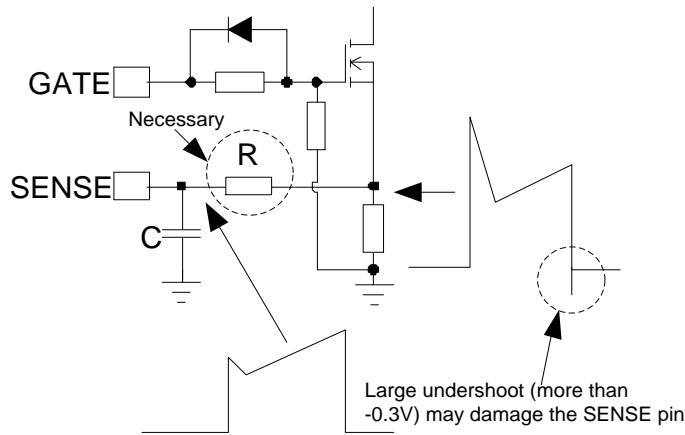 GATE
Necessary
R
SENSE
C
Large undershoot (more than
-0.3V) may damage the SENSE pin